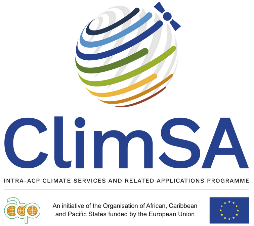 ClimSA
INTRA-ACP CLIMATE SERVICES AND RELATED APPLICATIONS PROGRAMME
acp
An initiative of the Organisation of African, Caribbean
and Pacific States funded by the European Union